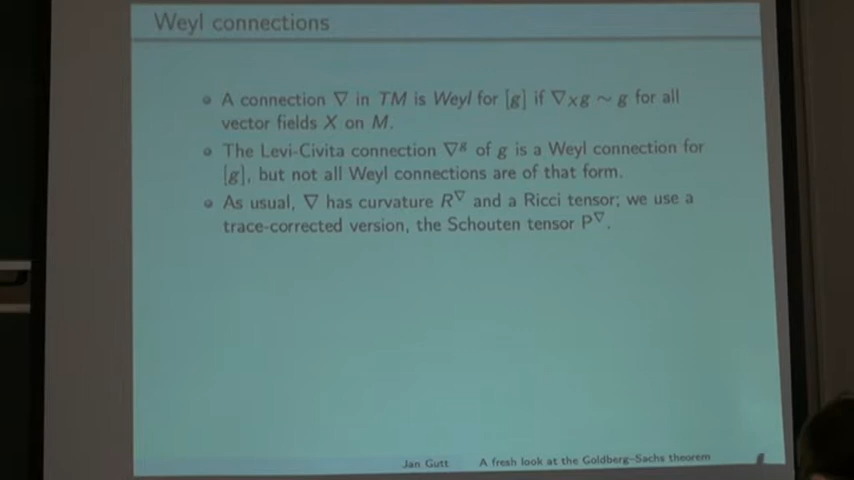 Weyl connections
A connection ∇ in TM is Weyl for [g] if ∇Xg ∼ g for all
vector fields X on M.
The Levi-Civita connection ∇g of g is a Weyl connection for
[g], but not all Weyl connections are of that form.
As usual, ∇ has curvature R∇ and a Ricci tensor; we use a
trace-corrected version, the Schouten tensor P∇.
Jan Gutt A fresh look at the Goldberg–Sachs theorem